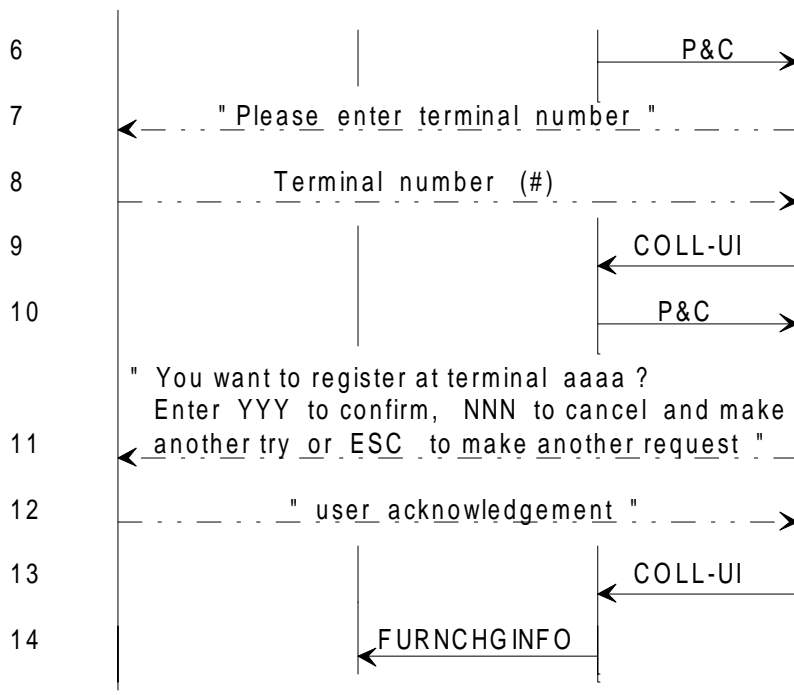 6 P&C
7 " Please enter terminal number "
8 Terminal number (#)
9 COLL-UI
10 P&C
" You want to register at terminal aaaa ?
Enter YYY to confirm, NNN to cancel and make
11 another try or ESC to make another request "
12 " user acknowledgement "
13 COLL-UI
14 FURNCHGINFO